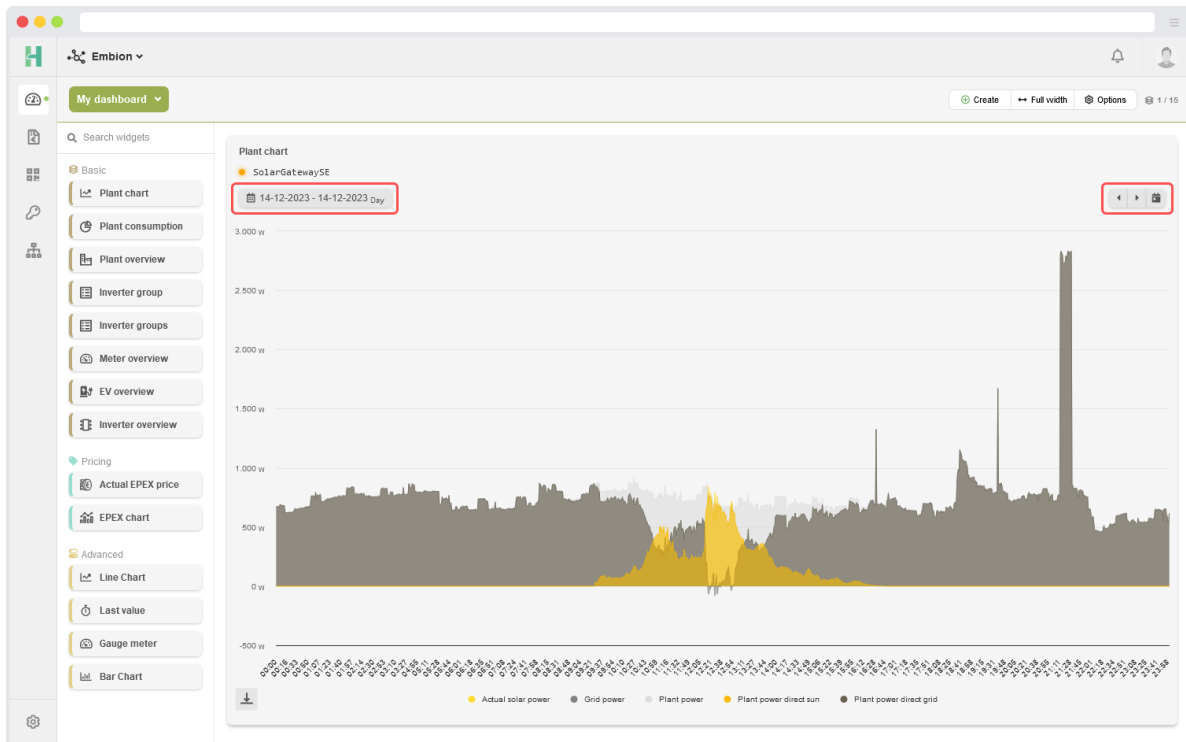 Embion
My dashboard
Create
Full width
Options
1 / 15
Search widgets
Basic
Plant chart
Plant consumption
Plant overview
Inverter group
Inverter groups
Meter overview
EV overview
Inverter overview
Pricing
Actual EPEX price
EPEX chart
Advanced
Line Chart
Last value
Gauge meter
Bar Chart
Plant chart
SolarGatewaySE
14-12-2023 - 14-12-2023 Day
3.000 w
2.500 w
2.000 w
1.500 w
1.000 w
500 w
0 w
-500 w
Actual solar power
Grid power
Plant power
Plant power direct sun
Plant power direct grid